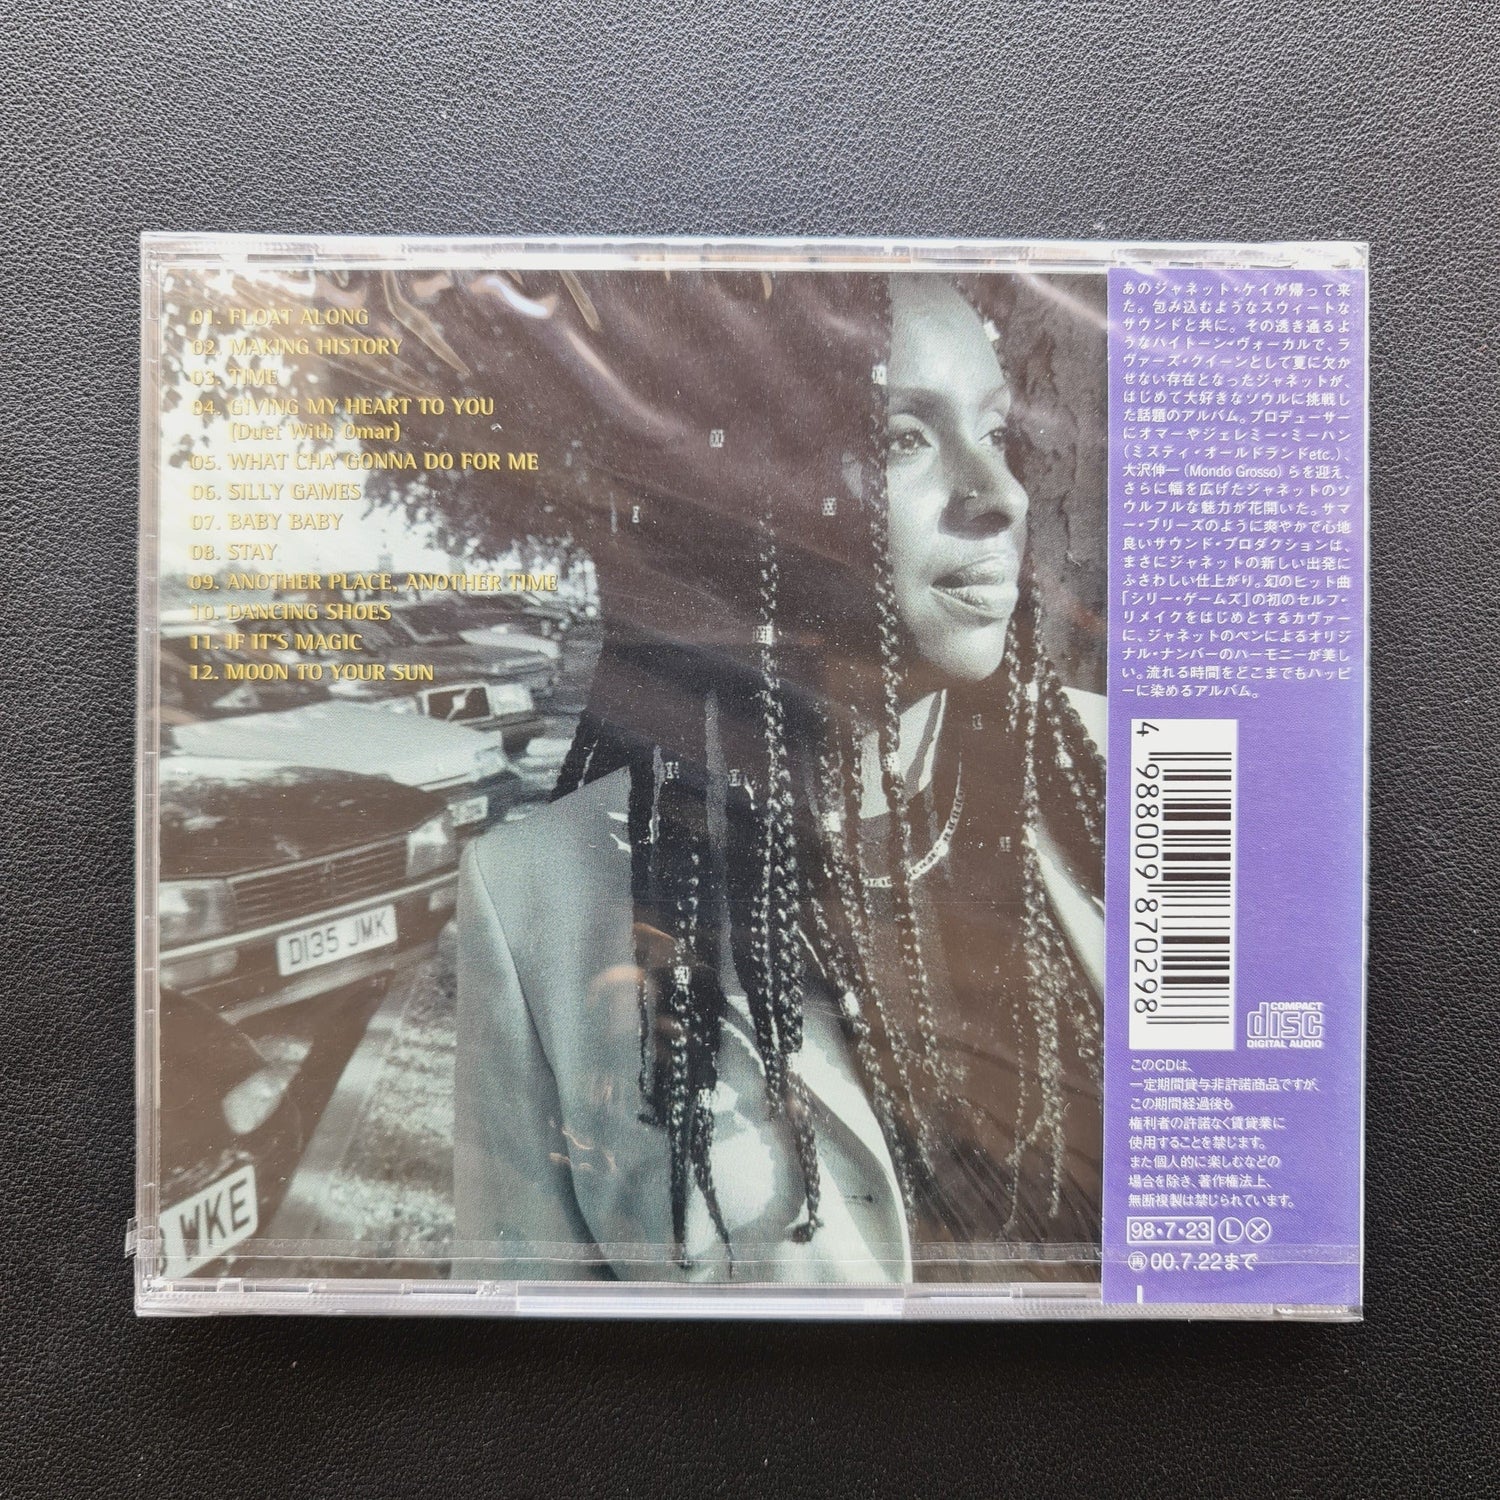 01. FLOAT ALONG
02. MAKING HISTORY
03. TIME
04. GIVING MY HEART TO YOU
(Duet With Omar)
05. WHAT CHA' GONNA DO FOR ME
06. SILLY GAMES
07. BABY BABY
08. STAY
09. ANOTHER PLACE, ANOTHER TIME
10. DANCING SHOES
11. IF IT'S MAGIC
12. MOON TO YOUR SUN
D135 JMK
WKE
あのジャネット・ケイが帰って来
た。包み込むようなスウィートな
サウンドと共に。その透き通るよ
うなハイトーン・ヴォーカルで、ラ
ヴァーズ・クイーンとして夏に欠か
せない存在となったジャネットが、
はじめて大好きなソウルに挑戦し
た話題のアルバム。プロデューサー
にオマーやジェレミー・ミーハン
（ミスティ・オールドランドetc.）、
大沢伸一（Mondo Grosso）らを迎え、
さらに幅を広げたジャネットのソ
ウルフルな魅力が花開いた。サマ
ー・ブリーズのように爽やかで心地
良いサウンド・プロダクションは、
まさにジャネットの新しい出発に
ふさわしい仕上がり。幻のヒット曲
「シリー・ゲームズ」の初のセルフ・
リメイクをはじめとするカヴァー
に、ジャネットのペンによるオリジ
ナル・ナンバーのハーモニーが美し
い。流れる時間をどこまでもハッピ
ーに染めるアルバム。
4 988009 870298
COMPACT
disc
DIGITAL AUDIO
このCDは、
一定期間貸与非許諾商品ですが、
この期間経過後も
権利者の許諾なく賃貸業に
使用することを禁じます。
また個人的に楽しむなどの
場合を除き、著作権法上、
無断複製は禁じられています。
98・7・23 Ⓛ Ⓧ
再 00.7.22まで